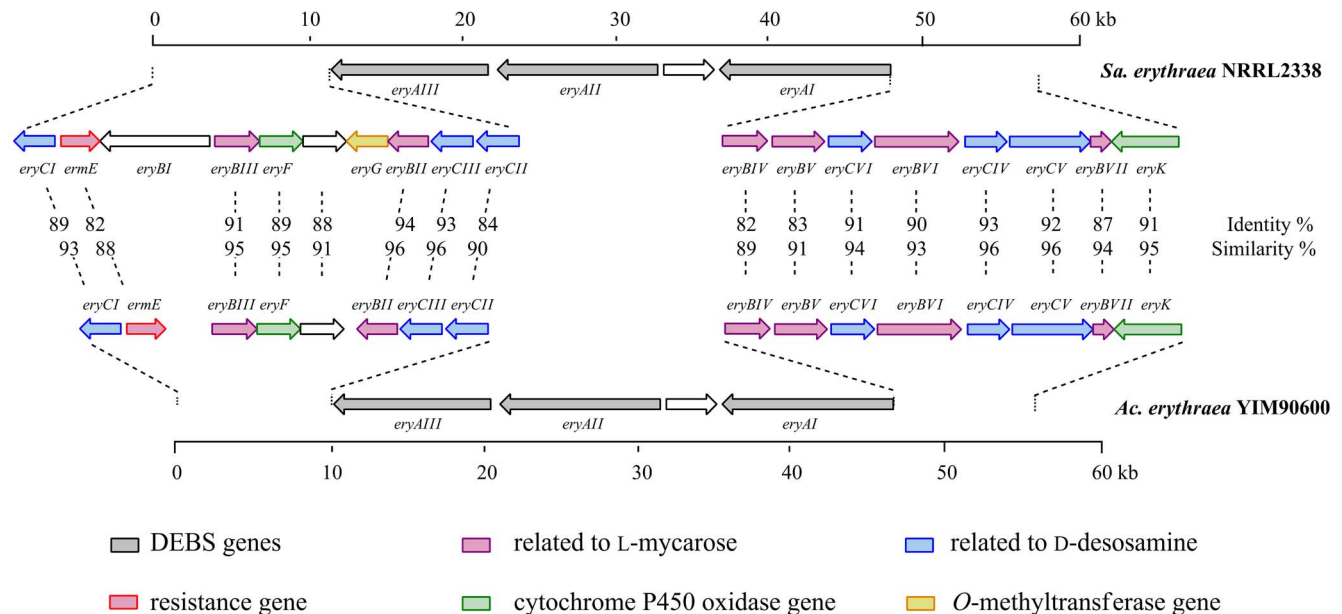 0 10 20 30 40 50 60 kb
Sa. erythraea NRRL2338
eryAIII eryAII eryAI
eryCI ermE eryBI eryBIII eryF eryG eryBII eryCIII eryCII eryBIV eryBV eryCVI eryBVI eryCIV eryCV eryBVII eryK
89 82 91 89 88 94 93 84 82 83 91 90 93 92 87 91 Identity %
93 88 95 95 91 96 96 90 89 91 94 93 96 96 94 95 Similarity %
eryCI ermE eryBIII eryF eryBII eryCIII eryCII eryBIV eryBV eryCVI eryBVI eryCIV eryCV eryBVII eryK
Ac. erythraea YIM90600
eryAIII eryAII eryAI
0 10 20 30 40 50 60 kb
DEBS genes related to L-mycarose related to D-desosamine
resistance gene cytochrome P450 oxidase gene O-methyltransferase gene